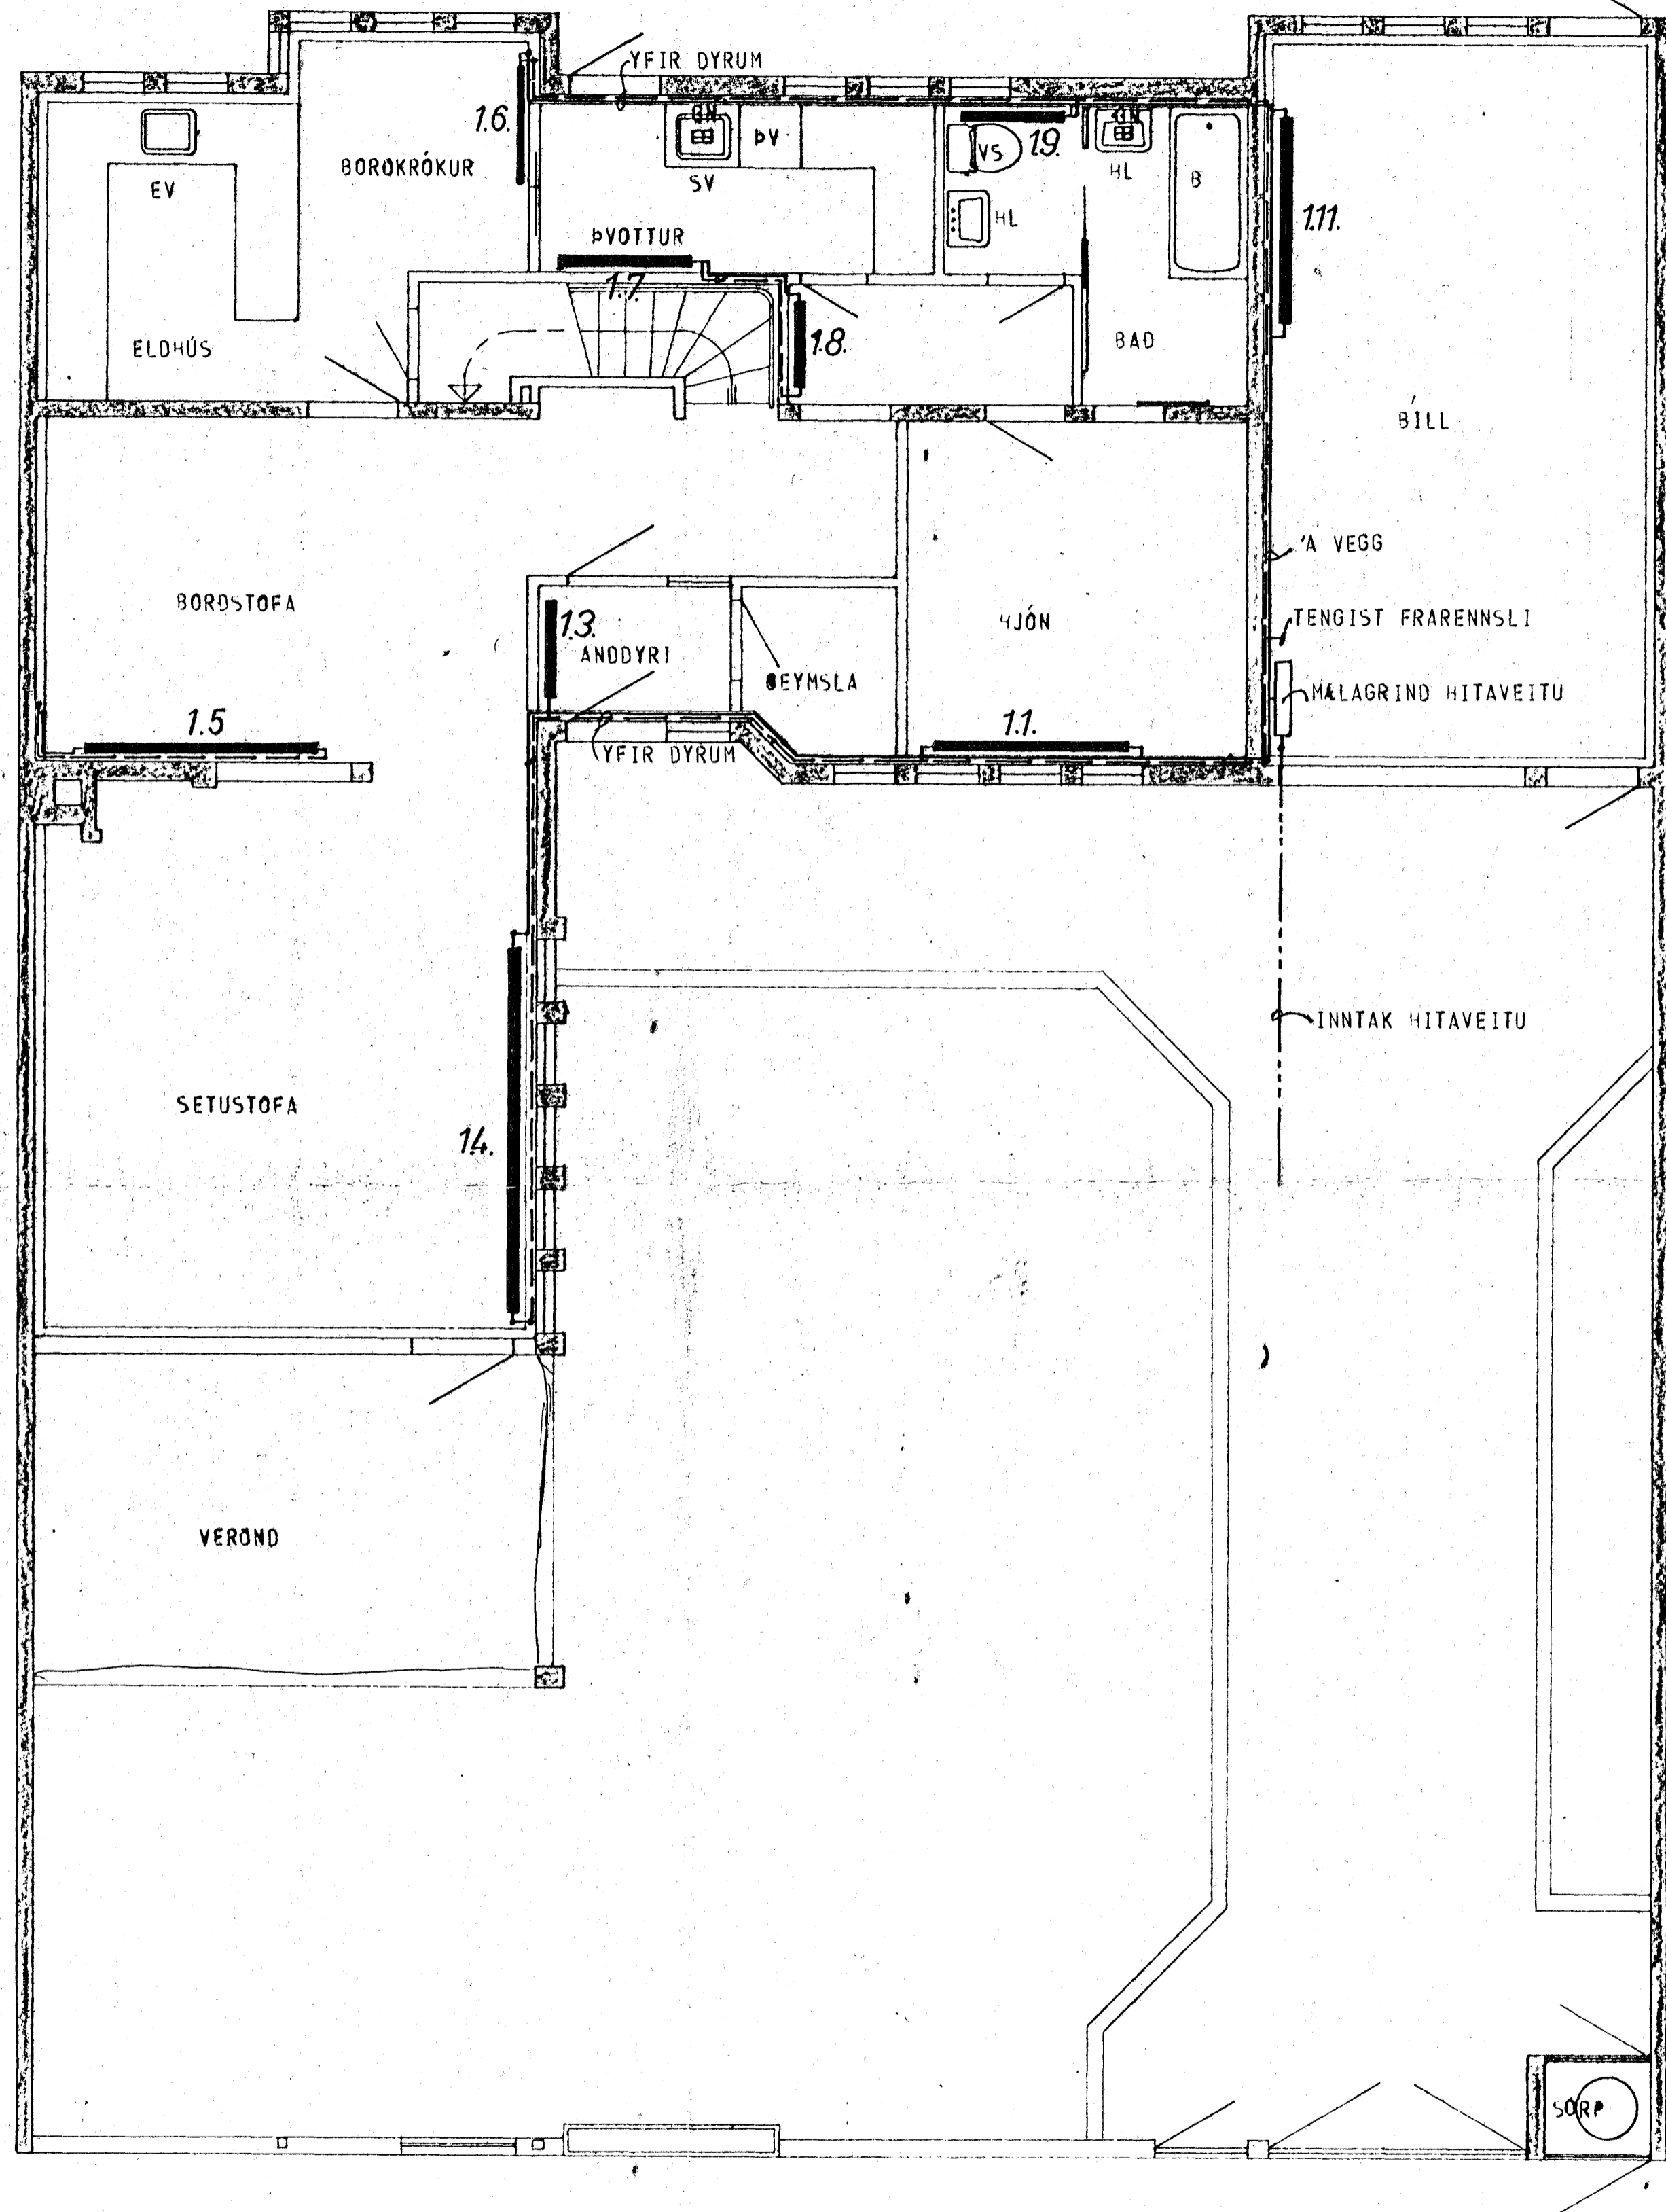 YFIR DYRUM
1.6.
BORÐKRÓKUR
EV
ÞV
SV
VS
1.9.
HL
B
HL
ÞVOTTUR
1.7.
1.11.
ELDHÚS
1.8.
BAÐ
BÍLL
Á VEGG
BORÐSTOFA
1.3.
ANDDYRI
HJÓN
TENGIST FRARENNSLI
GEYMSLA
MÆLAGRIND HITAVEITU
1.5
1.1.
YFIR DYRUM
INNTAK HITAVEITU
SETUSTOFA
1.4.
VERÖND
SORP